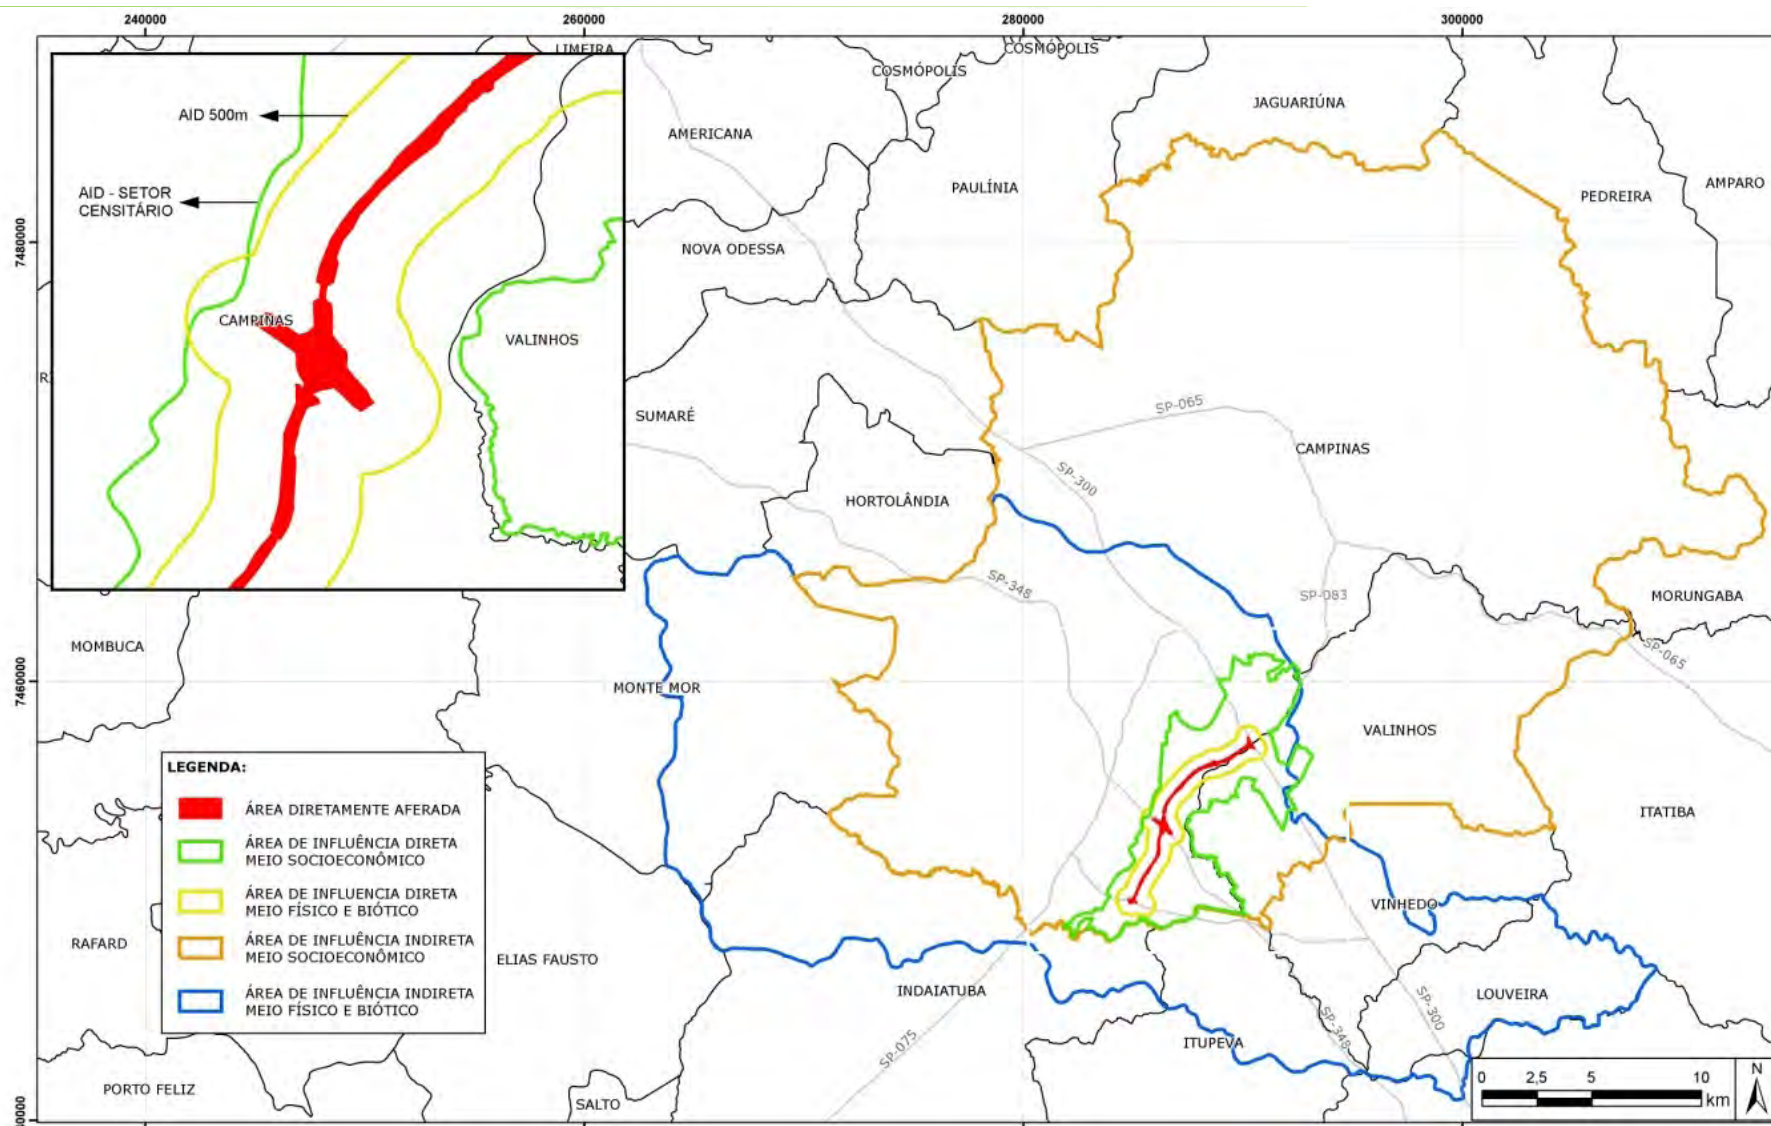 240000
260000
280000
300000
LIMEIRA
COSMÓPOLIS
COSMÓPOLIS
JAGUARIÚNA
AMERICANA
AID 500m
PAULÍNIA
PEDREIRA
AMPARO
AID - SETOR
CENSITÁRIO
7480000
NOVA ODESSA
CAMPINAS
VALINHOS
SUMARÉ
SP-065
CAMPINAS
SP-300
HORTOLÂNDIA
SP-348
SP-083
MORUNGABA
MOMBUCA
SP-065
7460000
MONTE MOR
VALINHOS
LEGENDA:
ÁREA DIRETAMENTE AFERADA
ÁREA DE INFLUÊNCIA DIRETA
MEIO SOCIOECONÔMICO
ÁREA DE INFLUENCIA DIRETA
MEIO FÍSICO E BIÓTICO
ÁREA DE INFLUÊNCIA INDIRETA
MEIO SOCIOECONÔMICO
ÁREA DE INFLUÊNCIA INDIRETA
MEIO FÍSICO E BIÓTICO
ITATIBA
VINHEDO
RAFARD
ELIAS FAUSTO
INDAIATUBA
LOUVEIRA
SP-300
SP-348
SP-075
ITUPEVA
PORTO FELIZ
SALTO
0 2,5 5 10
km
N